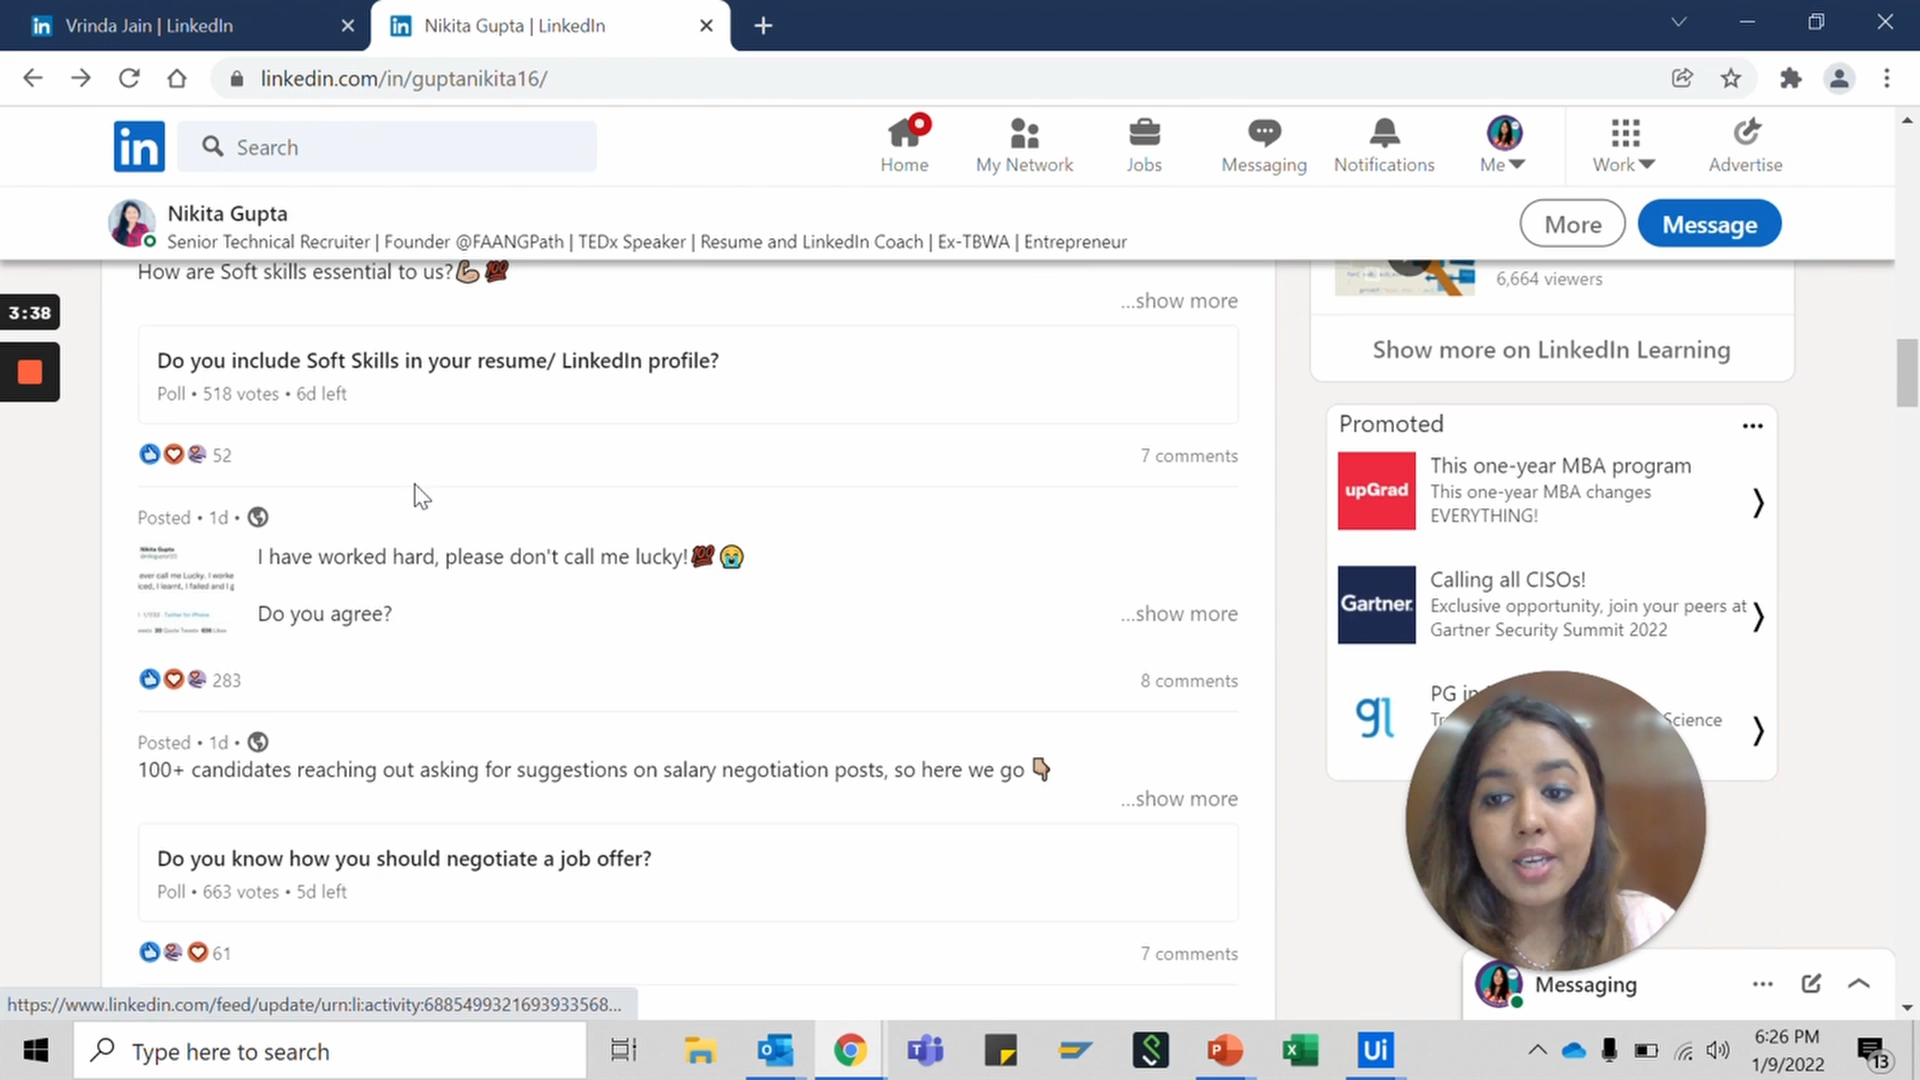 Vrinda Jain | LinkedIn
Nikita Gupta | LinkedIn
linkedin.com/in/guptanikita16/
in
Search
Home
My Network
Jobs
Messaging
Notifications
Me
Work
Advertise
Nikita Gupta
Senior Technical Recruiter | Founder @FAANGPath | TEDx Speaker | Resume and LinkedIn Coach | Ex-TBWA | Entrepreneur
More
Message
3:38
How are Soft skills essential to us?💪💯
...show more
Do you include Soft Skills in your resume/ LinkedIn profile?
Poll • 518 votes • 6d left
52
7 comments
Posted • 1d •
Nikita Gupta
I have worked hard, please don't call me lucky!💯😭
Do you agree?
...show more
283
8 comments
Posted • 1d •
100+ candidates reaching out asking for suggestions on salary negotiation posts, so here we go 👇
...show more
Do you know how you should negotiate a job offer?
Poll • 663 votes • 5d left
61
7 comments
6,664 viewers
Show more on LinkedIn Learning
Promoted
upGrad
This one-year MBA program
This one-year MBA changes
EVERYTHING!
Gartner
Calling all CISOs!
Exclusive opportunity, join your peers at
Gartner Security Summit 2022
gl
PG in
Science
Messaging
https://www.linkedin.com/feed/update/urn:li:activity:6885499321693933568...
Type here to search
Ui
6:26 PM
1/9/2022
13